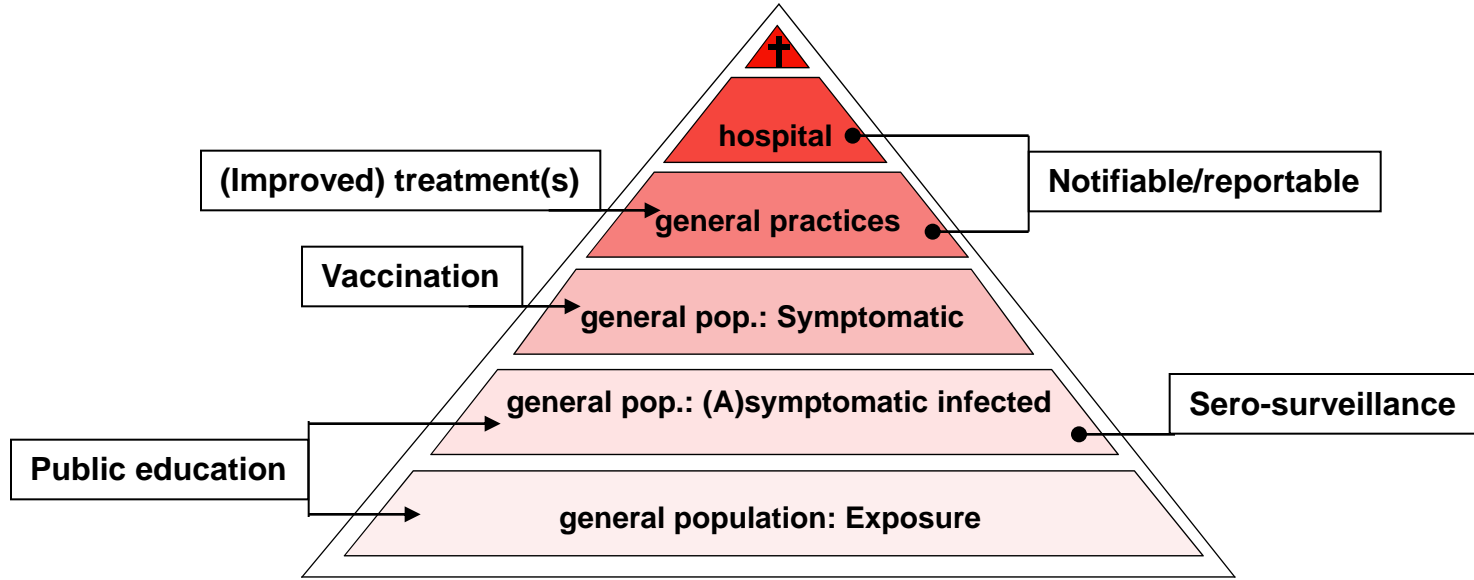 ✝
hospital
(Improved) treatment(s)
Notifiable/reportable
general practices
Vaccination
general pop.: Symptomatic
general pop.: (A)symptomatic infected
Sero-surveillance
Public education
general population: Exposure